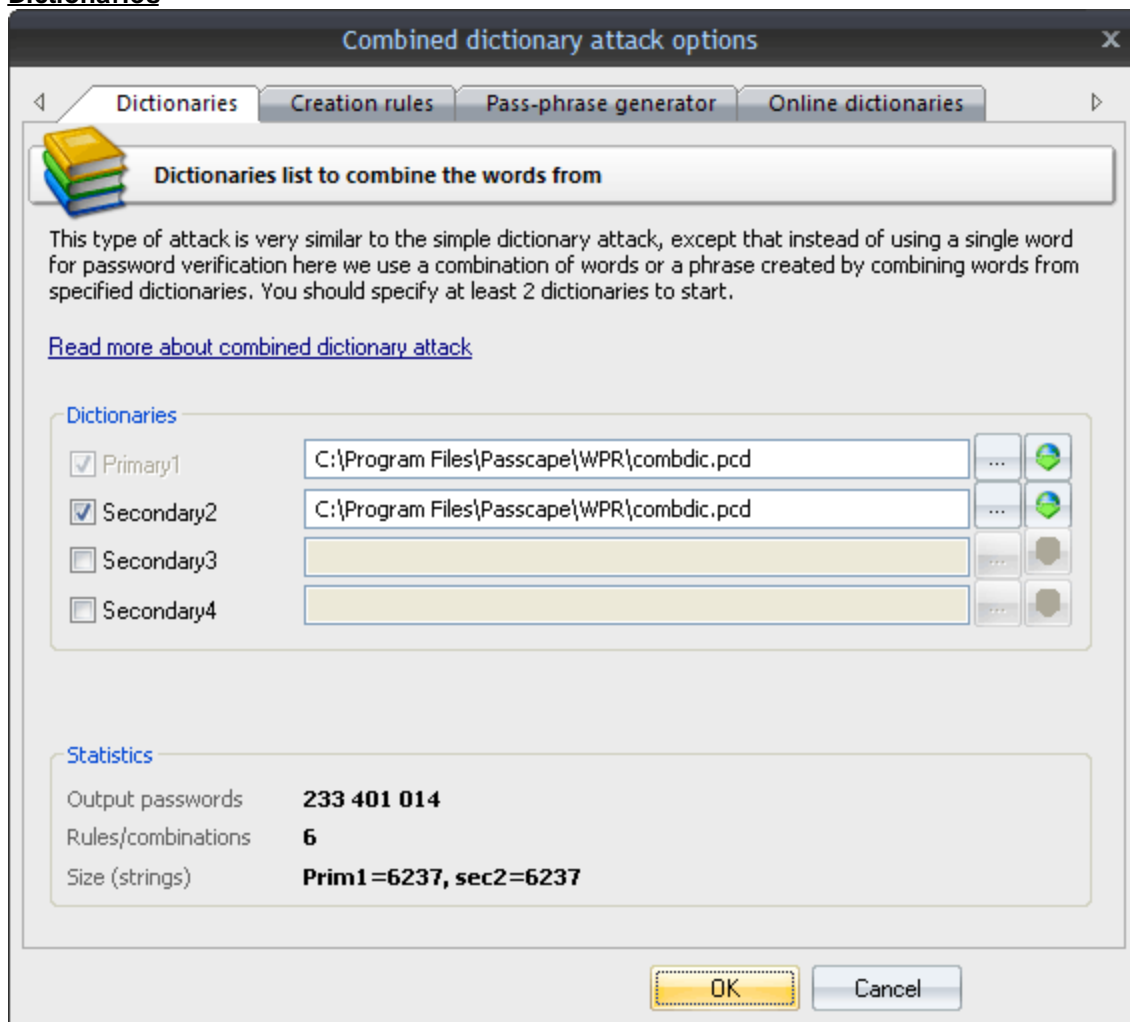 Dictionaries
Combined dictionary attack options
Dictionaries Creation rules Pass-phrase generator Online dictionaries
Dictionaries list to combine the words from
This type of attack is very similar to the simple dictionary attack, except that instead of using a single word
for password verification here we use a combination of words or a phrase created by combining words from
specified dictionaries. You should specify at least 2 dictionaries to start.
Read more about combined dictionary attack
Dictionaries
Primary1 C:\Program Files\Passcape\WPR\combdic.pcd ...
Secondary2 C:\Program Files\Passcape\WPR\combdic.pcd ...
Secondary3 ...
Secondary4 ...
Statistics
Output passwords 233 401 014
Rules/combinations 6
Size (strings) Prim1=6237, sec2=6237
OK Cancel